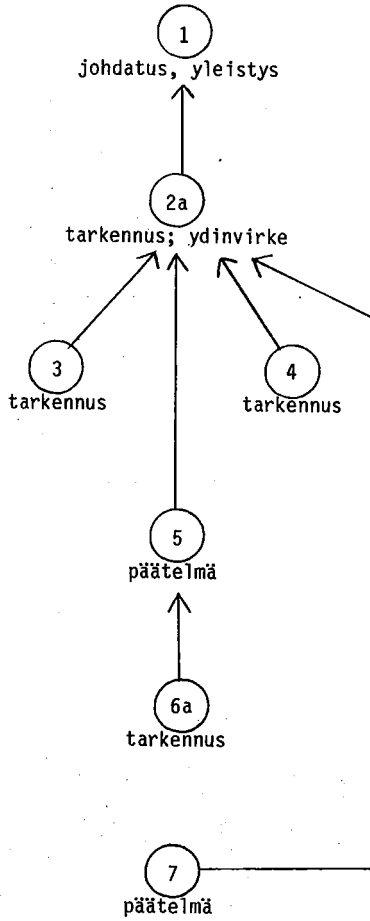 1
johdatus, yleistys
2a
tarkennus; ydinvirke
3
tarkennus
4
tarkennus
5
päätelmä
6a
tarkennus
7
päätelmä